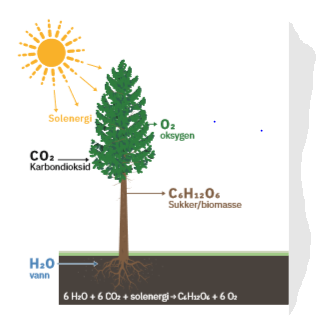 Solenergi
O₂
oksygen
CO₂
Karbondioksid
C₆H₁₂O₆
Sukker/biomasse
H₂O
vann
6 H₂O + 6 CO₂ + solenergi → C₆H₁₂O₆ + 6 O₂